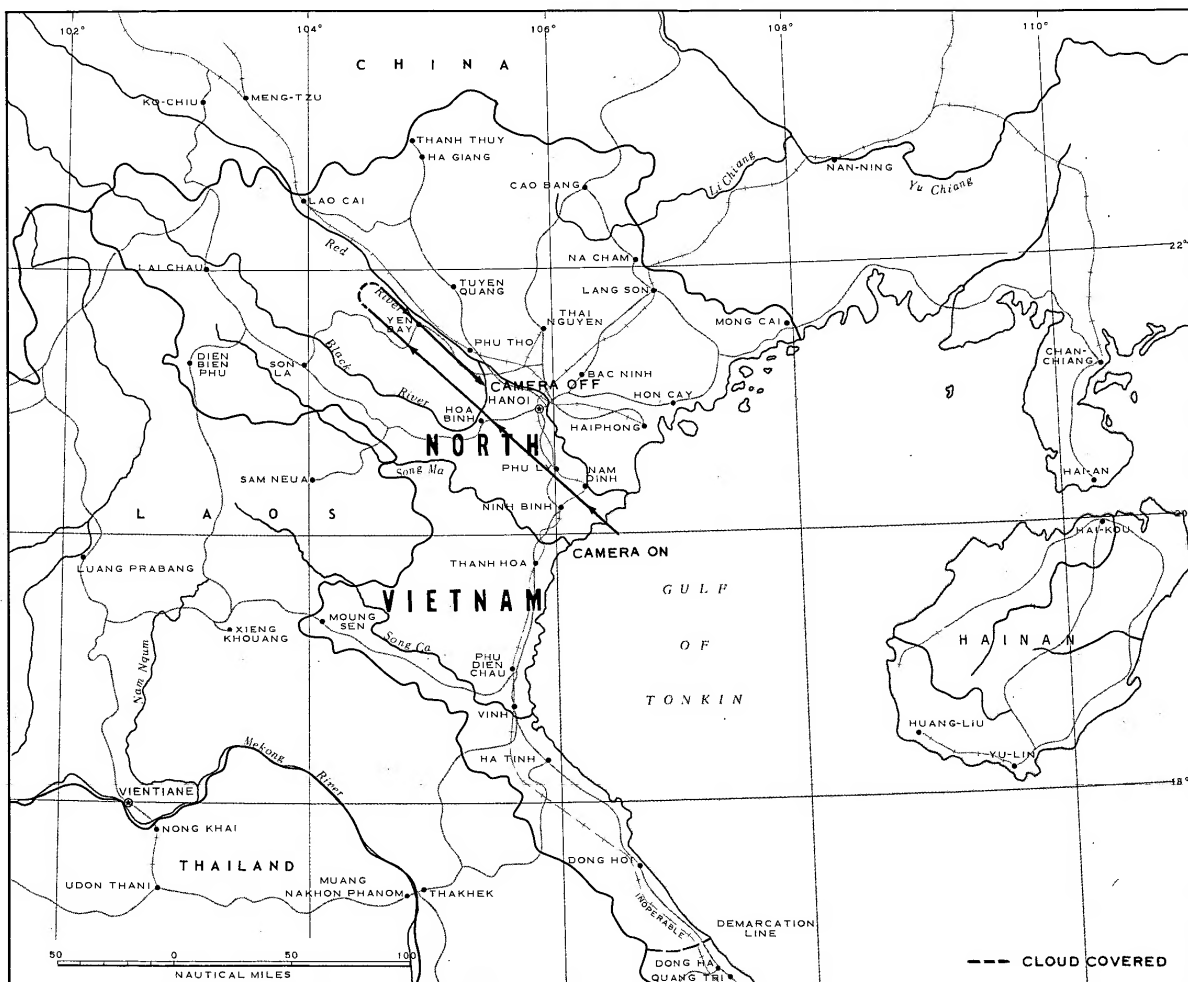 102°
104°
106°
108°
110°
C H I N A
KO-CHIU
MENG-TZU
THANH THUY
HA GIANG
CAO BANG
Li Chiang
NAN-NING
Yu Chiang
LAO CAI
Red
NA CHAM
22°
LAI CHAU
TUYEN
QUANG
LANG SON
River
YEN
BAY
THAI
NGUYEN
MONG CAI
PHU THO
DIEN
BIEN
PHU
SON
LA
Black
River
BAC NINH
CHAN-
CHIANG
CAMERA OFF
HANOI
HON CAY
HOA
BINH
HAIPHONG
NORTH
Song Ma
PHU LY
NAM
DINH
HAI-AN
SAM NEUA
NINH BINH
L A O S
20
HAI-KOU
CAMERA ON
LUANG PRABANG
THANH HOA
GULF
VIETNAM
MOUNG
SEN
XIENG
KHOUANG
Song Ca
OF
HAINAN
PHU
DIEN
CHAU
Nam Nqum
TONKIN
VINH
HUANG-LIU
YU-LIN
Mekong
River
HA TINH
VIENTIANE
18°
NONG KHAI
THAILAND
DONG HOI
UDON THANI
MUANG
NAKHON PHANOM
THAKHEK
INOPERABLE
DEMARCATION
LINE
50 0 50 100
NAUTICAL MILES
DONG HA
QUANG TRI
--- CLOUD COVERED